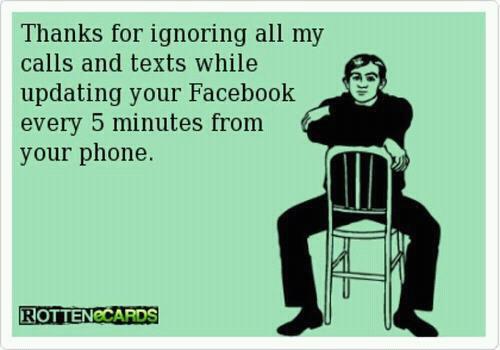 Thanks for ignoring all my
calls and texts while
updating your Facebook
every 5 minutes from
your phone.
ROTTENeCARDS